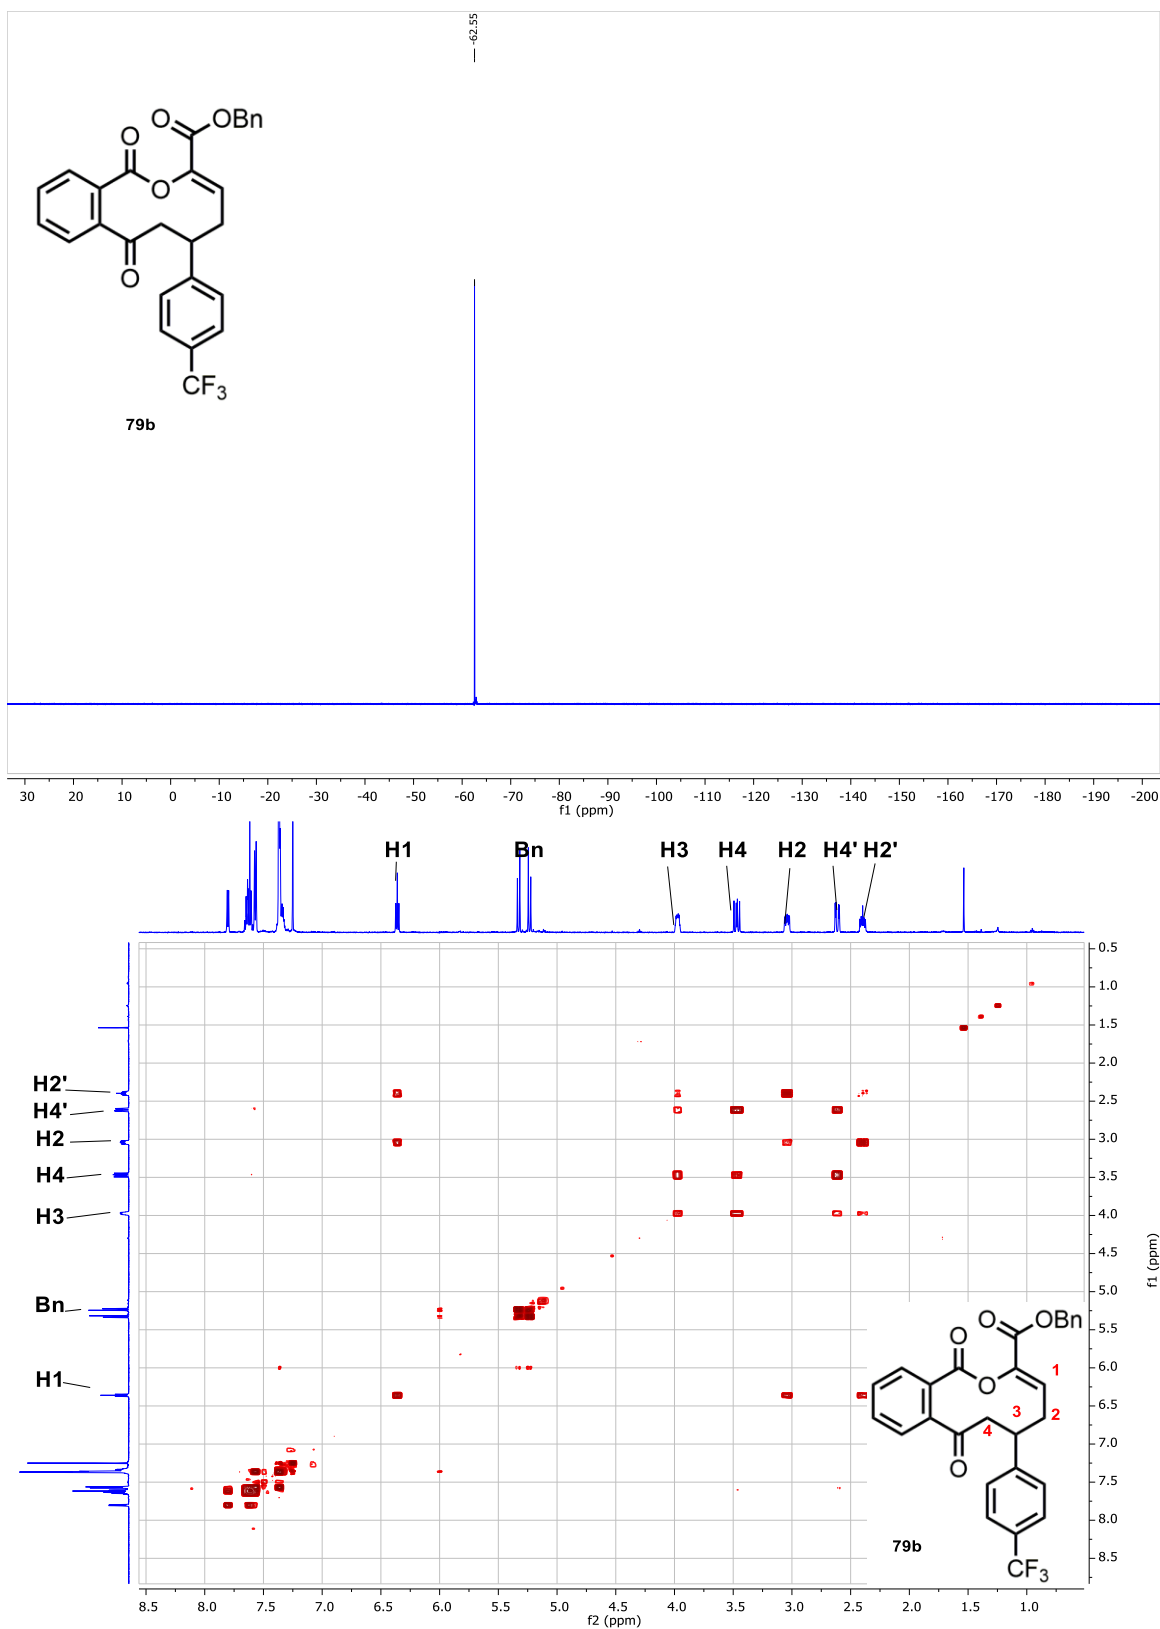 -62.55
O
O
OBn
O
O
CF3
79b
30 20 10 0 -10 -20 -30 -40 -50 -60 -70 -80 -90 -100 -110 -120 -130 -140 -150 -160 -170 -180 -190 -200
f1 (ppm)
H1 Bn H3 H4 H2 H4' H2'
0.5
1.0
1.5
2.0
H2'
2.5
H4'
H2
3.0
H4
3.5
H3
4.0
4.5
f1 (ppm)
Bn
5.0
5.5
H1
6.0
6.5
7.0
7.5
8.0
8.5
O
O
OBn
O
1
2
3
4
O
CF3
79b
8.5 8.0 7.5 7.0 6.5 6.0 5.5 5.0 4.5 4.0 3.5 3.0 2.5 2.0 1.5 1.0
f2 (ppm)